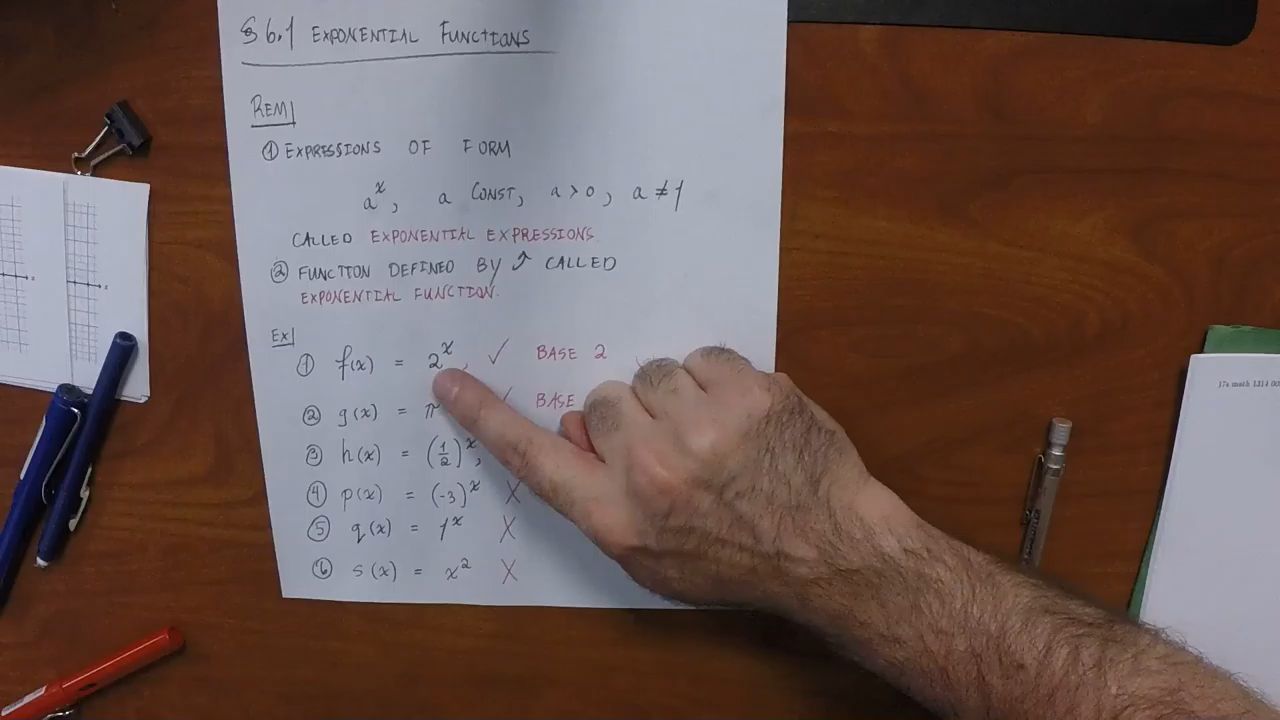 §6.1 EXPONENTIAL FUNCTIONS
REM
① EXPRESSIONS OF FORM
a^x, a CONST, a > 0, a ≠ 1
CALLED EXPONENTIAL EXPRESSIONS
② FUNCTION DEFINED BY ⤴ CALLED
EXPONENTIAL FUNCTION.
EX
① f(x) = 2^x, ✓ BASE 2
② g(x) = π ✓ BASE
③ h(x) = (1/2)^x,
④ p(x) = (-3)^x X
⑤ q(x) = 1^x X
⑥ s(x) = x^2 X